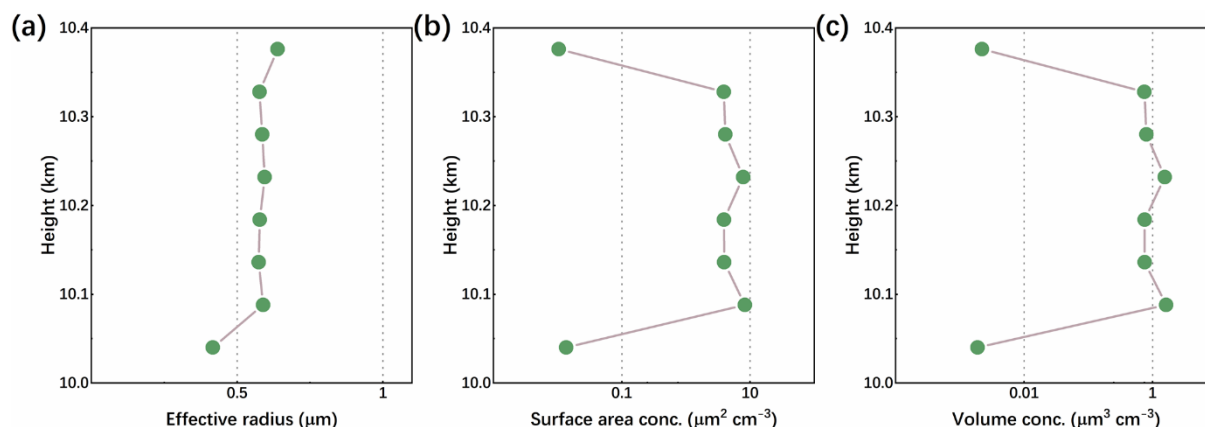 (a)
10.4
10.3
10.2
10.1
10.0
Height (km)
0.5 1
Effective radius (μm)
(b)
10.4
10.3
10.2
10.1
10.0
Height (km)
0.1 10
Surface area conc. (μm² cm⁻³)
(c)
10.4
10.3
10.2
10.1
10.0
Height (km)
0.01 1
Volume conc. (μm³ cm⁻³)